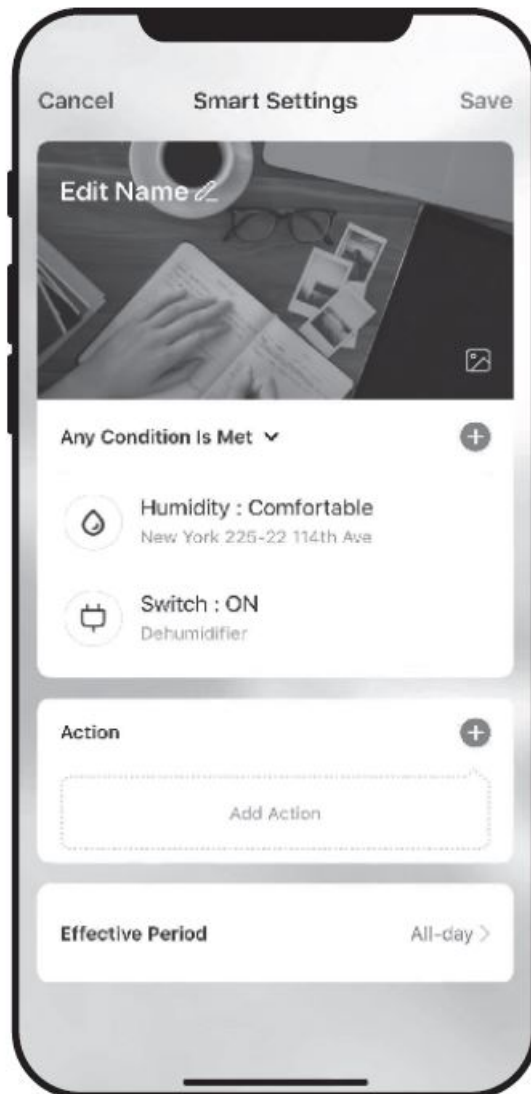 Cancel Smart Settings Save
Edit Name
Any Condition Is Met
Humidity : Comfortable
New York 225-22 114th Ave
Switch : ON
Dehumidifier
Action
Add Action
Effective Period All-day >